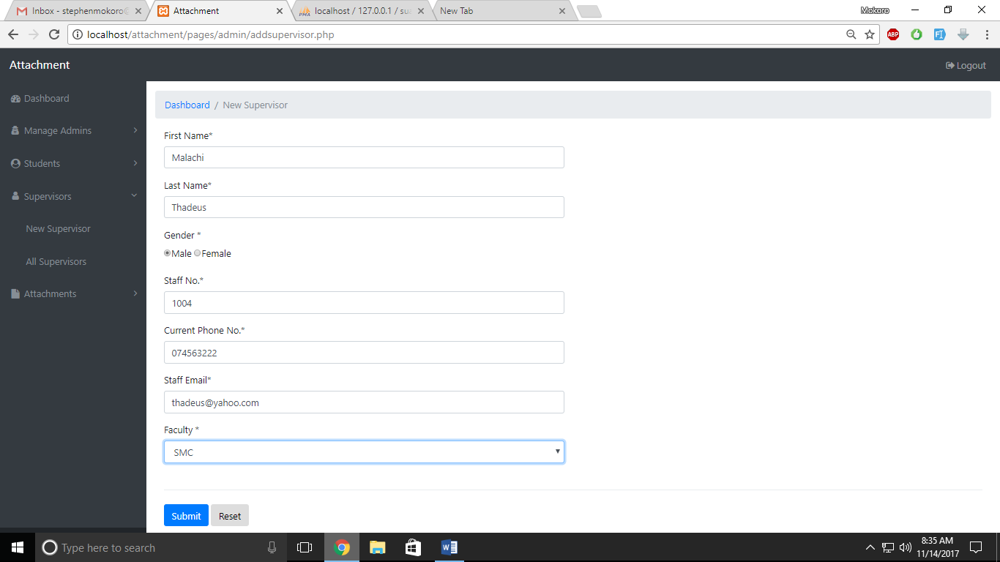 Inbox - stephenmokoro@
Attachment
localhost / 127.0.0.1 / sua
New Tab
Mokoro
localhost/attachment/pages/admin/addsupervisor.php
ABP
Attachment
Logout
Dashboard
Manage Admins
Students
Supervisors
New Supervisor
All Supervisors
Attachments
Dashboard / New Supervisor
First Name*
Malachi
Last Name*
Thadeus
Gender *
Male Female
Staff No.*
1004
Current Phone No.*
074563222
Staff Email*
thadeus@yahoo.com
Faculty *
SMC
Submit Reset
Type here to search
8:35 AM
11/14/2017